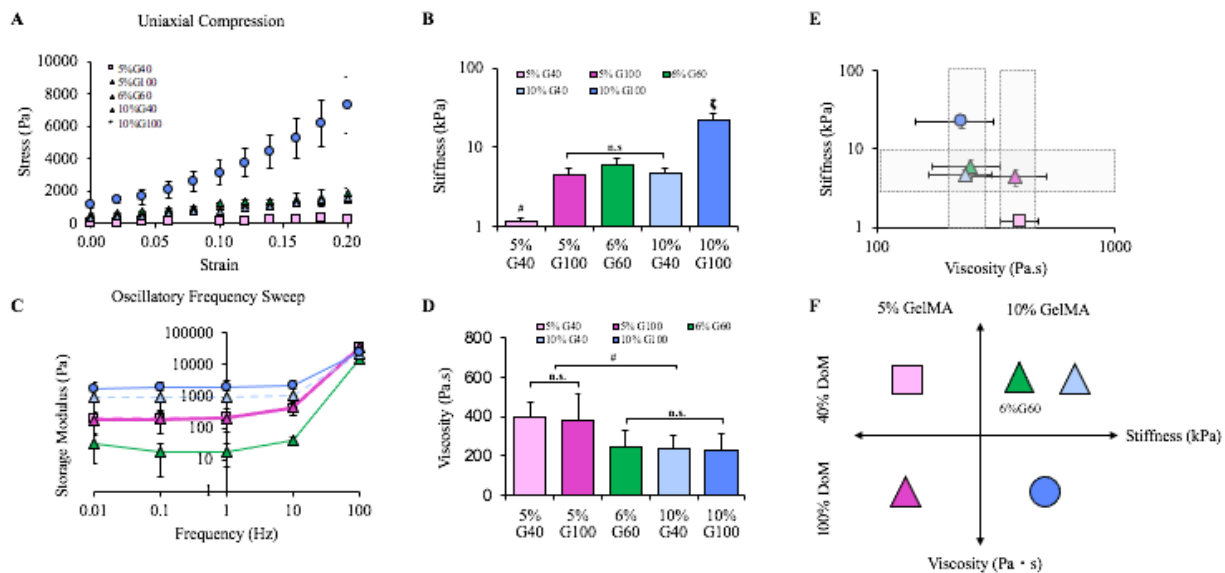 A
Uniaxial Compression
Stress (Pa)
10000
8000
6000
4000
2000
0
5%G40
5%G100
6%G60
10%G40
10%G100
0.00
0.05
0.10
0.15
0.20
Strain
B
Stiffness (kPa)
100
10
1
5% G40
5% G100
6% G60
10% G40
10% G100
#
n.s
ζ
5% 5% 6% 10% 10%
G40 G100 G60 G40 G100
E
Stiffness (kPa)
100
10
1
100
1000
Viscosity (Pa.s)
C
Oscillatory Frequency Sweep
Storage Modulus (Pa)
100000
10000
1000
100
10
1
0.01
0.1
1
10
100
Frequency (Hz)
D
Viscosity (Pa.s)
800
600
400
200
0
5% G40
5% G100
6% G60
10% G40
10% G100
#
n.s.
n.s.
5% 5% 6% 10% 10%
G40 G100 G60 G40 G100
F
5% GelMA
10% GelMA
40% DoM
100% DoM
6%G60
Stiffness (kPa)
Viscosity (Pa · s)